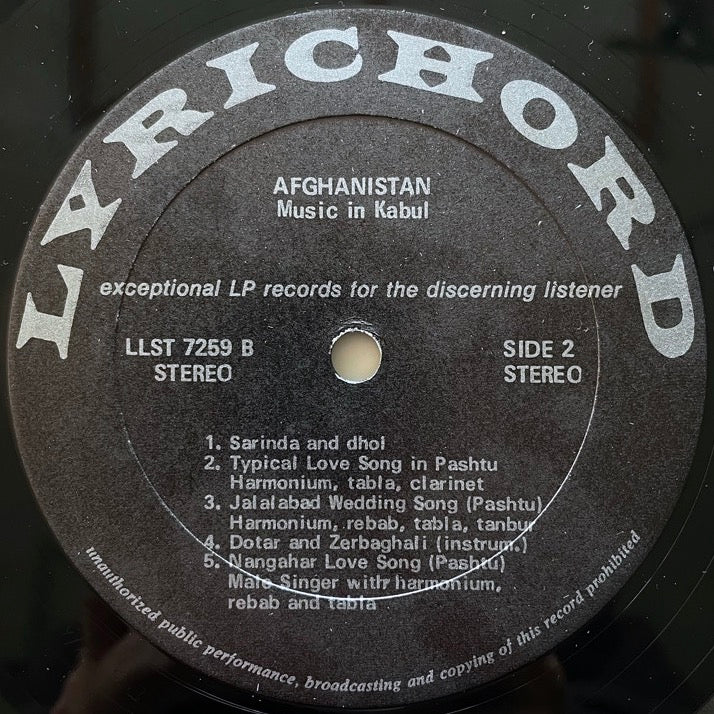 LYRICHORD
AFGHANISTAN
Music in Kabul
exceptional LP records for the discerning listener
LLST 7259 B
STEREO
SIDE 2
STEREO
1. Sarinda and dhol
2. Typical Love Song in Pashtu
Harmonium, tabla, clarinet
3. Jalalabad Wedding Song (Pashtu)
Harmonium, rebab, tabla, tanbur
4. Dotar and Zerbaghali (instrum.)
5. Nangahar Love Song (Pashtu)
Male Singer with harmonium,
rebab and tabla
unauthorized public performance, broadcasting and copying of this record prohibited